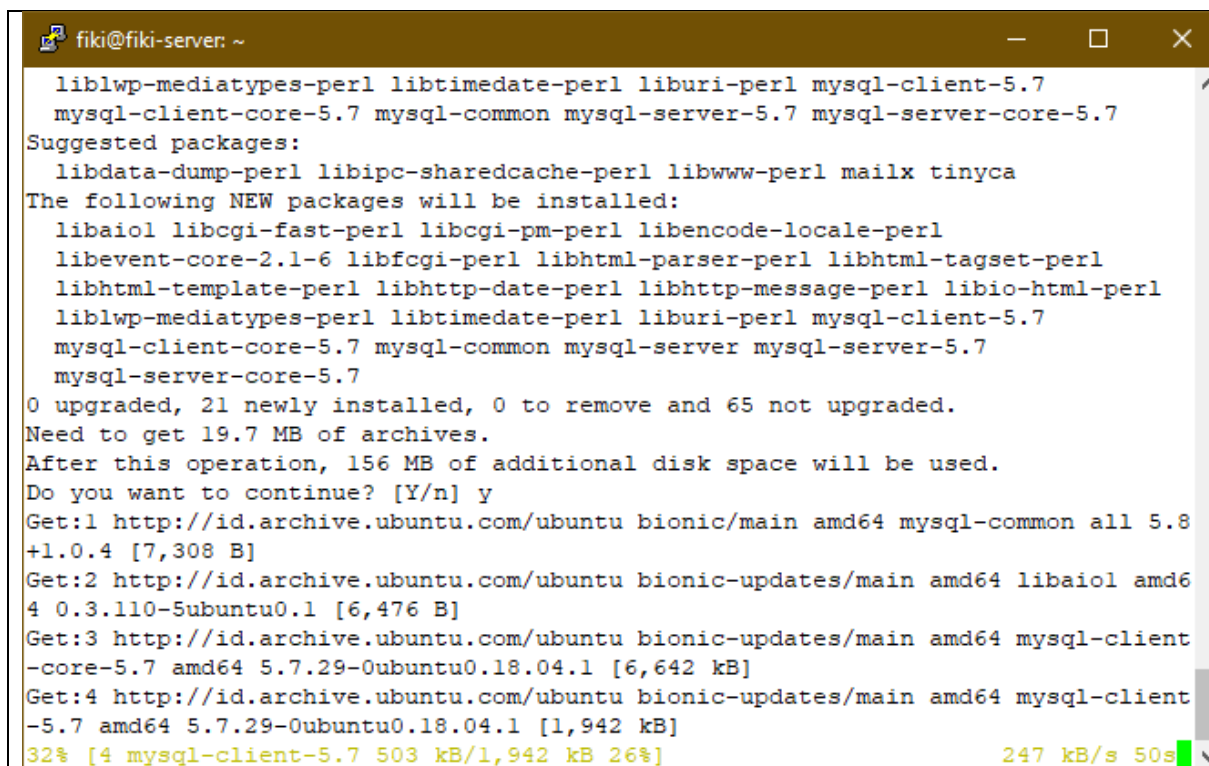 fiki@fiki-server: ~
liblwp-mediatypes-perl libtimedate-perl liburi-perl mysql-client-5.7
mysql-client-core-5.7 mysql-common mysql-server-5.7 mysql-server-core-5.7
Suggested packages:
libdata-dump-perl libipc-sharedcache-perl libwww-perl mailx tinyca
The following NEW packages will be installed:
libaio1 libcgi-fast-perl libcgi-pm-perl libencode-locale-perl
libevent-core-2.1-6 libfcgi-perl libhtml-parser-perl libhtml-tagset-perl
libhtml-template-perl libhttp-date-perl libhttp-message-perl libio-html-perl
liblwp-mediatypes-perl libtimedate-perl liburi-perl mysql-client-5.7
mysql-client-core-5.7 mysql-common mysql-server mysql-server-5.7
mysql-server-core-5.7
0 upgraded, 21 newly installed, 0 to remove and 65 not upgraded.
Need to get 19.7 MB of archives.
After this operation, 156 MB of additional disk space will be used.
Do you want to continue? [Y/n] y
Get:1 http://id.archive.ubuntu.com/ubuntu bionic/main amd64 mysql-common all 5.8
+1.0.4 [7,308 B]
Get:2 http://id.archive.ubuntu.com/ubuntu bionic-updates/main amd64 libaio1 amd6
4 0.3.110-5ubuntu0.1 [6,476 B]
Get:3 http://id.archive.ubuntu.com/ubuntu bionic-updates/main amd64 mysql-client
-core-5.7 amd64 5.7.29-0ubuntu0.18.04.1 [6,642 kB]
Get:4 http://id.archive.ubuntu.com/ubuntu bionic-updates/main amd64 mysql-client
-5.7 amd64 5.7.29-0ubuntu0.18.04.1 [1,942 kB]
32% [4 mysql-client-5.7 503 kB/1,942 kB 26%] 247 kB/s 50s